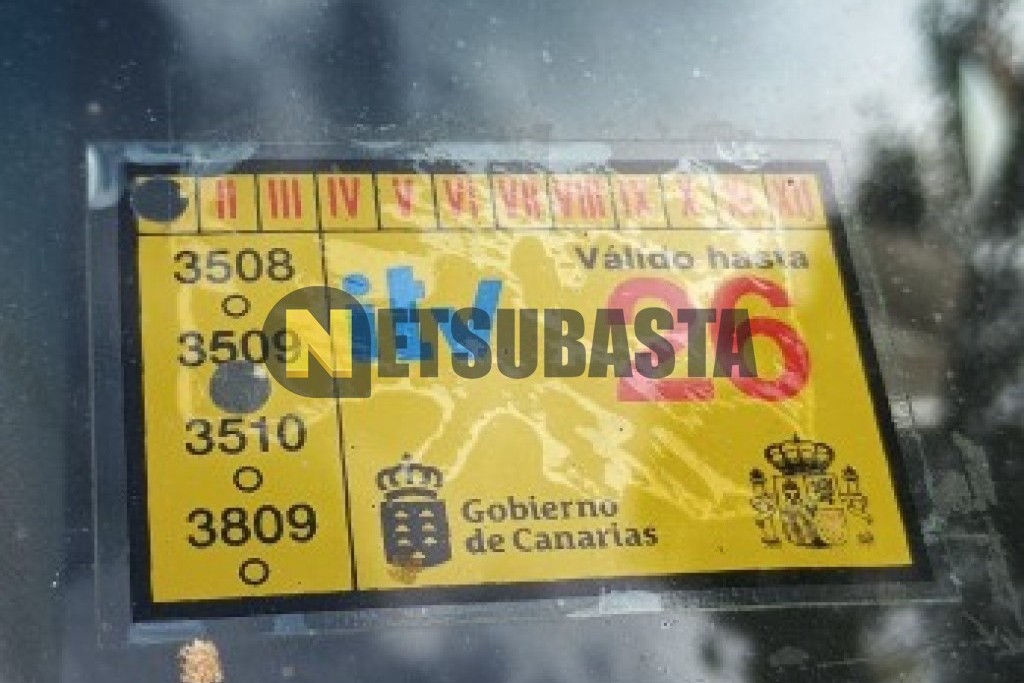 II III IV V VI VII VIII IX X XI XII
3508
Válido hasta
itv
26
3509
NETSUBASTA
3510
3809
Gobierno
de Canarias